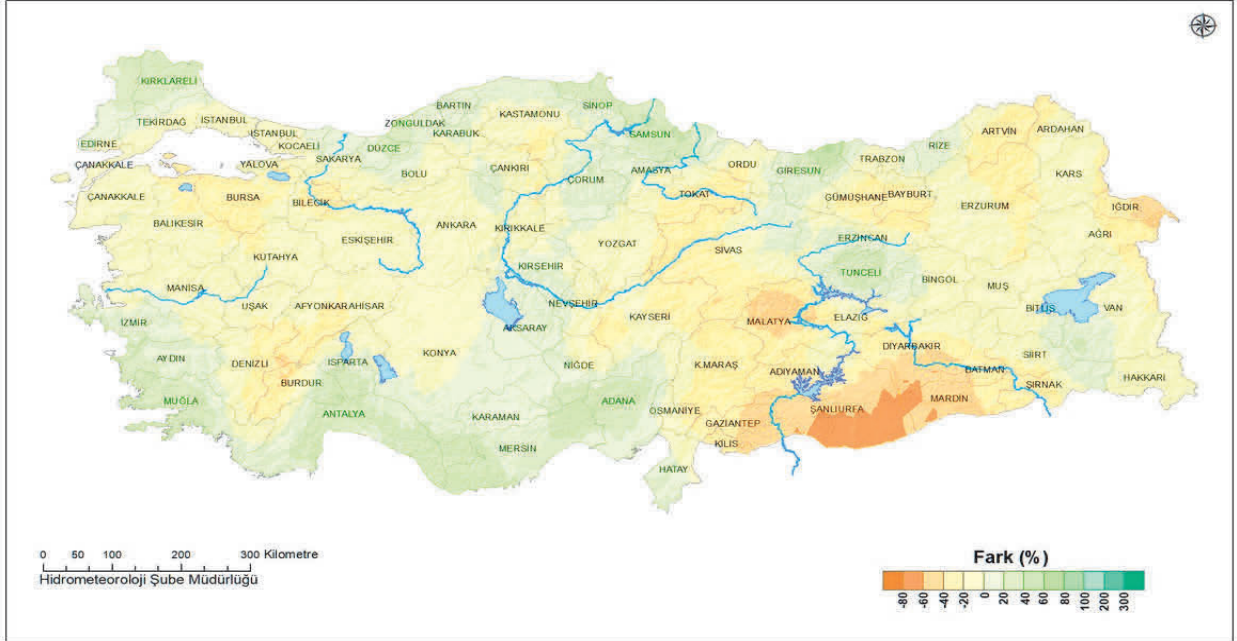 KIRKLARELİ
TEKİRDAĞ
İSTANBUL
EDİRNE
İSTANBUL
KOCAELİ
ÇANAKKALE
YALOVA
SAKARYA
DÜZCE
ZONGULDAK
BARTIN
KARABÜK
KASTAMONU
SİNOP
SAMSUN
BOLU
ÇANKIRI
ÇORUM
AMASYA
ORDU
GİRESUN
TRABZON
RİZE
ARTVİN
ARDAHAN
KARS
ÇANAKKALE
BURSA
BİLECİK
BALIKESİR
ESKİŞEHİR
ANKARA
KIRIKKALE
YOZGAT
TOKAT
SİVAS
GÜMÜŞHANE
BAYBURT
ERZURUM
IĞDIR
AĞRI
ERZİNCAN
KÜTAHYA
KIRŞEHİR
TUNCELİ
BİNGÖL
MUŞ
MANİSA
UŞAK
AFYONKARAHİSAR
NEVŞEHİR
KAYSERİ
MALATYA
ELAZIĞ
BİTLİS
VAN
İZMİR
AKSARAY
AYDIN
DENİZLİ
ISPARTA
KONYA
NİĞDE
K.MARAŞ
ADIYAMAN
DİYARBAKIR
BATMAN
SİİRT
ŞIRNAK
HAKKARİ
BURDUR
MUĞLA
ANTALYA
KARAMAN
ADANA
OSMANİYE
GAZİANTEP
ŞANLIURFA
MARDİN
MERSİN
KİLİS
HATAY
0 50 100 200 300 Kilometre
Hidrometeoroloji Şube Müdürlüğü
Fark (%)
-80 -60 -40 -20 0 20 40 60 80 100 200 300